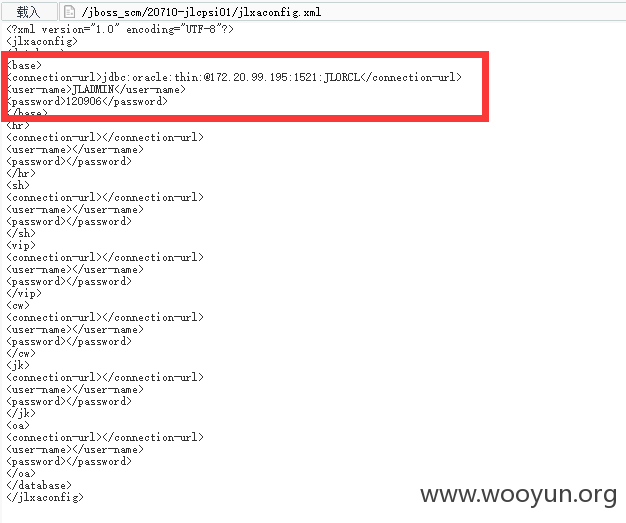 载入 /jboss_scm/20710-jlcpsi01/jlxaconfig.xml
<?xml version="1.0" encoding="UTF-8"?>
<jlxaconfig>
<database>
<base>
<connection-url>jdbc:oracle:thin:@172.20.99.195:1521:JLORCL</connection-url>
<user-name>JLADMIN</user-name>
<password>120906</password>
</base>
<hr>
<connection-url></connection-url>
<user-name></user-name>
<password></password>
</hr>
<sh>
<connection-url></connection-url>
<user-name></user-name>
<password></password>
</sh>
<vip>
<connection-url></connection-url>
<user-name></user-name>
<password></password>
</vip>
<cw>
<connection-url></connection-url>
<user-name></user-name>
<password></password>
</cw>
<jk>
<connection-url></connection-url>
<user-name></user-name>
<password></password>
</jk>
<oa>
<connection-url></connection-url>
<user-name></user-name>
<password></password>
</oa>
</database>
</jlxaconfig>
www.wooyun.org